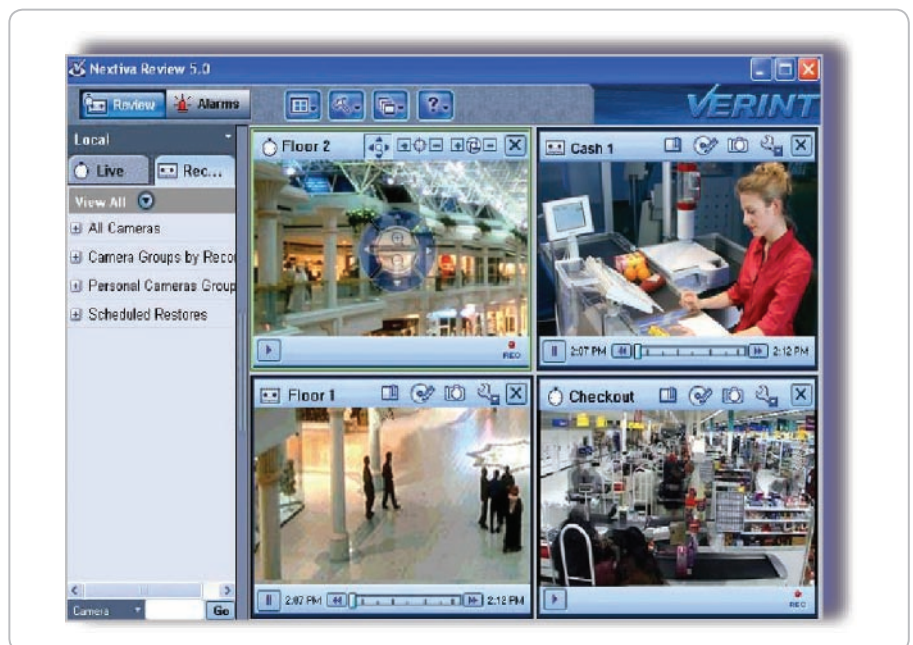 Nextiva Review 5.0
Review
Alarms
?
VERINT
Local
Live
Rec...
View All
All Cameras
Camera Groups by Reco
Personal Cameras Group
Scheduled Restores
Camera
Go
Floor 2
REC
Cash 1
2:07 PM
2:12 PM
Floor 1
2:07 PM
2:12 PM
Checkout
REC